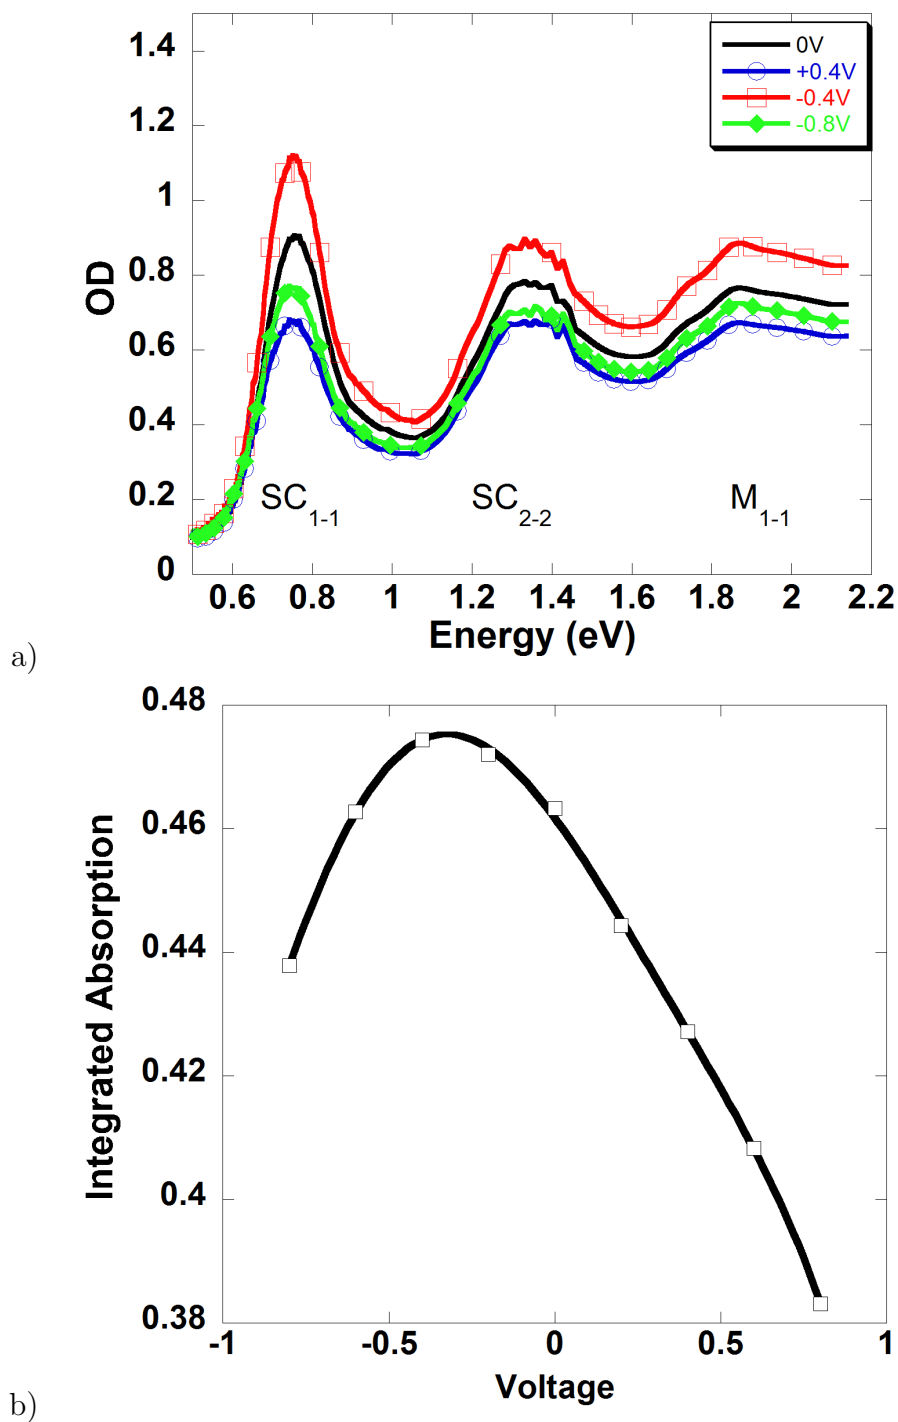 1.4
1.2
1
0.8
0.6
0.4
0.2
0
OD
0V
+0.4V
-0.4V
-0.8V
SC1-1
SC2-2
M1-1
0.6 0.8 1 1.2 1.4 1.6 1.8 2 2.2
Energy (eV)
a)
0.48
0.46
0.44
0.42
0.4
0.38
Integrated Absorption
-1 -0.5 0 0.5 1
Voltage
b)